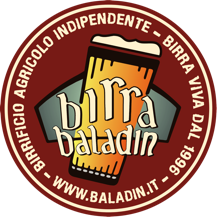 BIRRIFICIO AGRICOLO INDIPENDENTE – BIRRA VIVA DAL 1996 –
birra
baladin
WWW.BALADIN.IT –